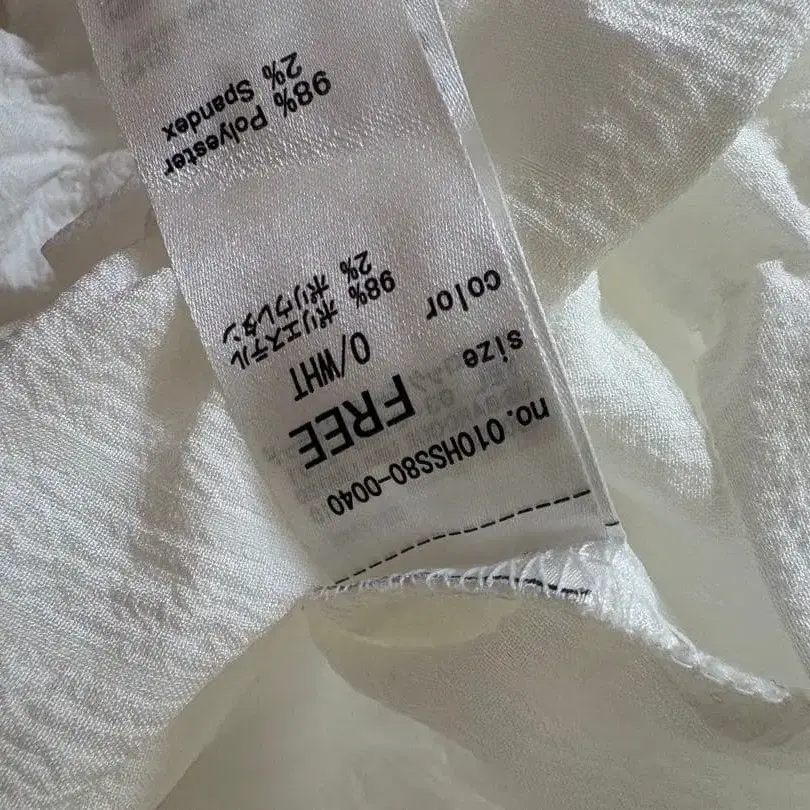 no. 010HSS80-0040
size FREE
color O/WHT
98% ポリエステル
2% ポリウレタン
98% Polyester
2% Spandex